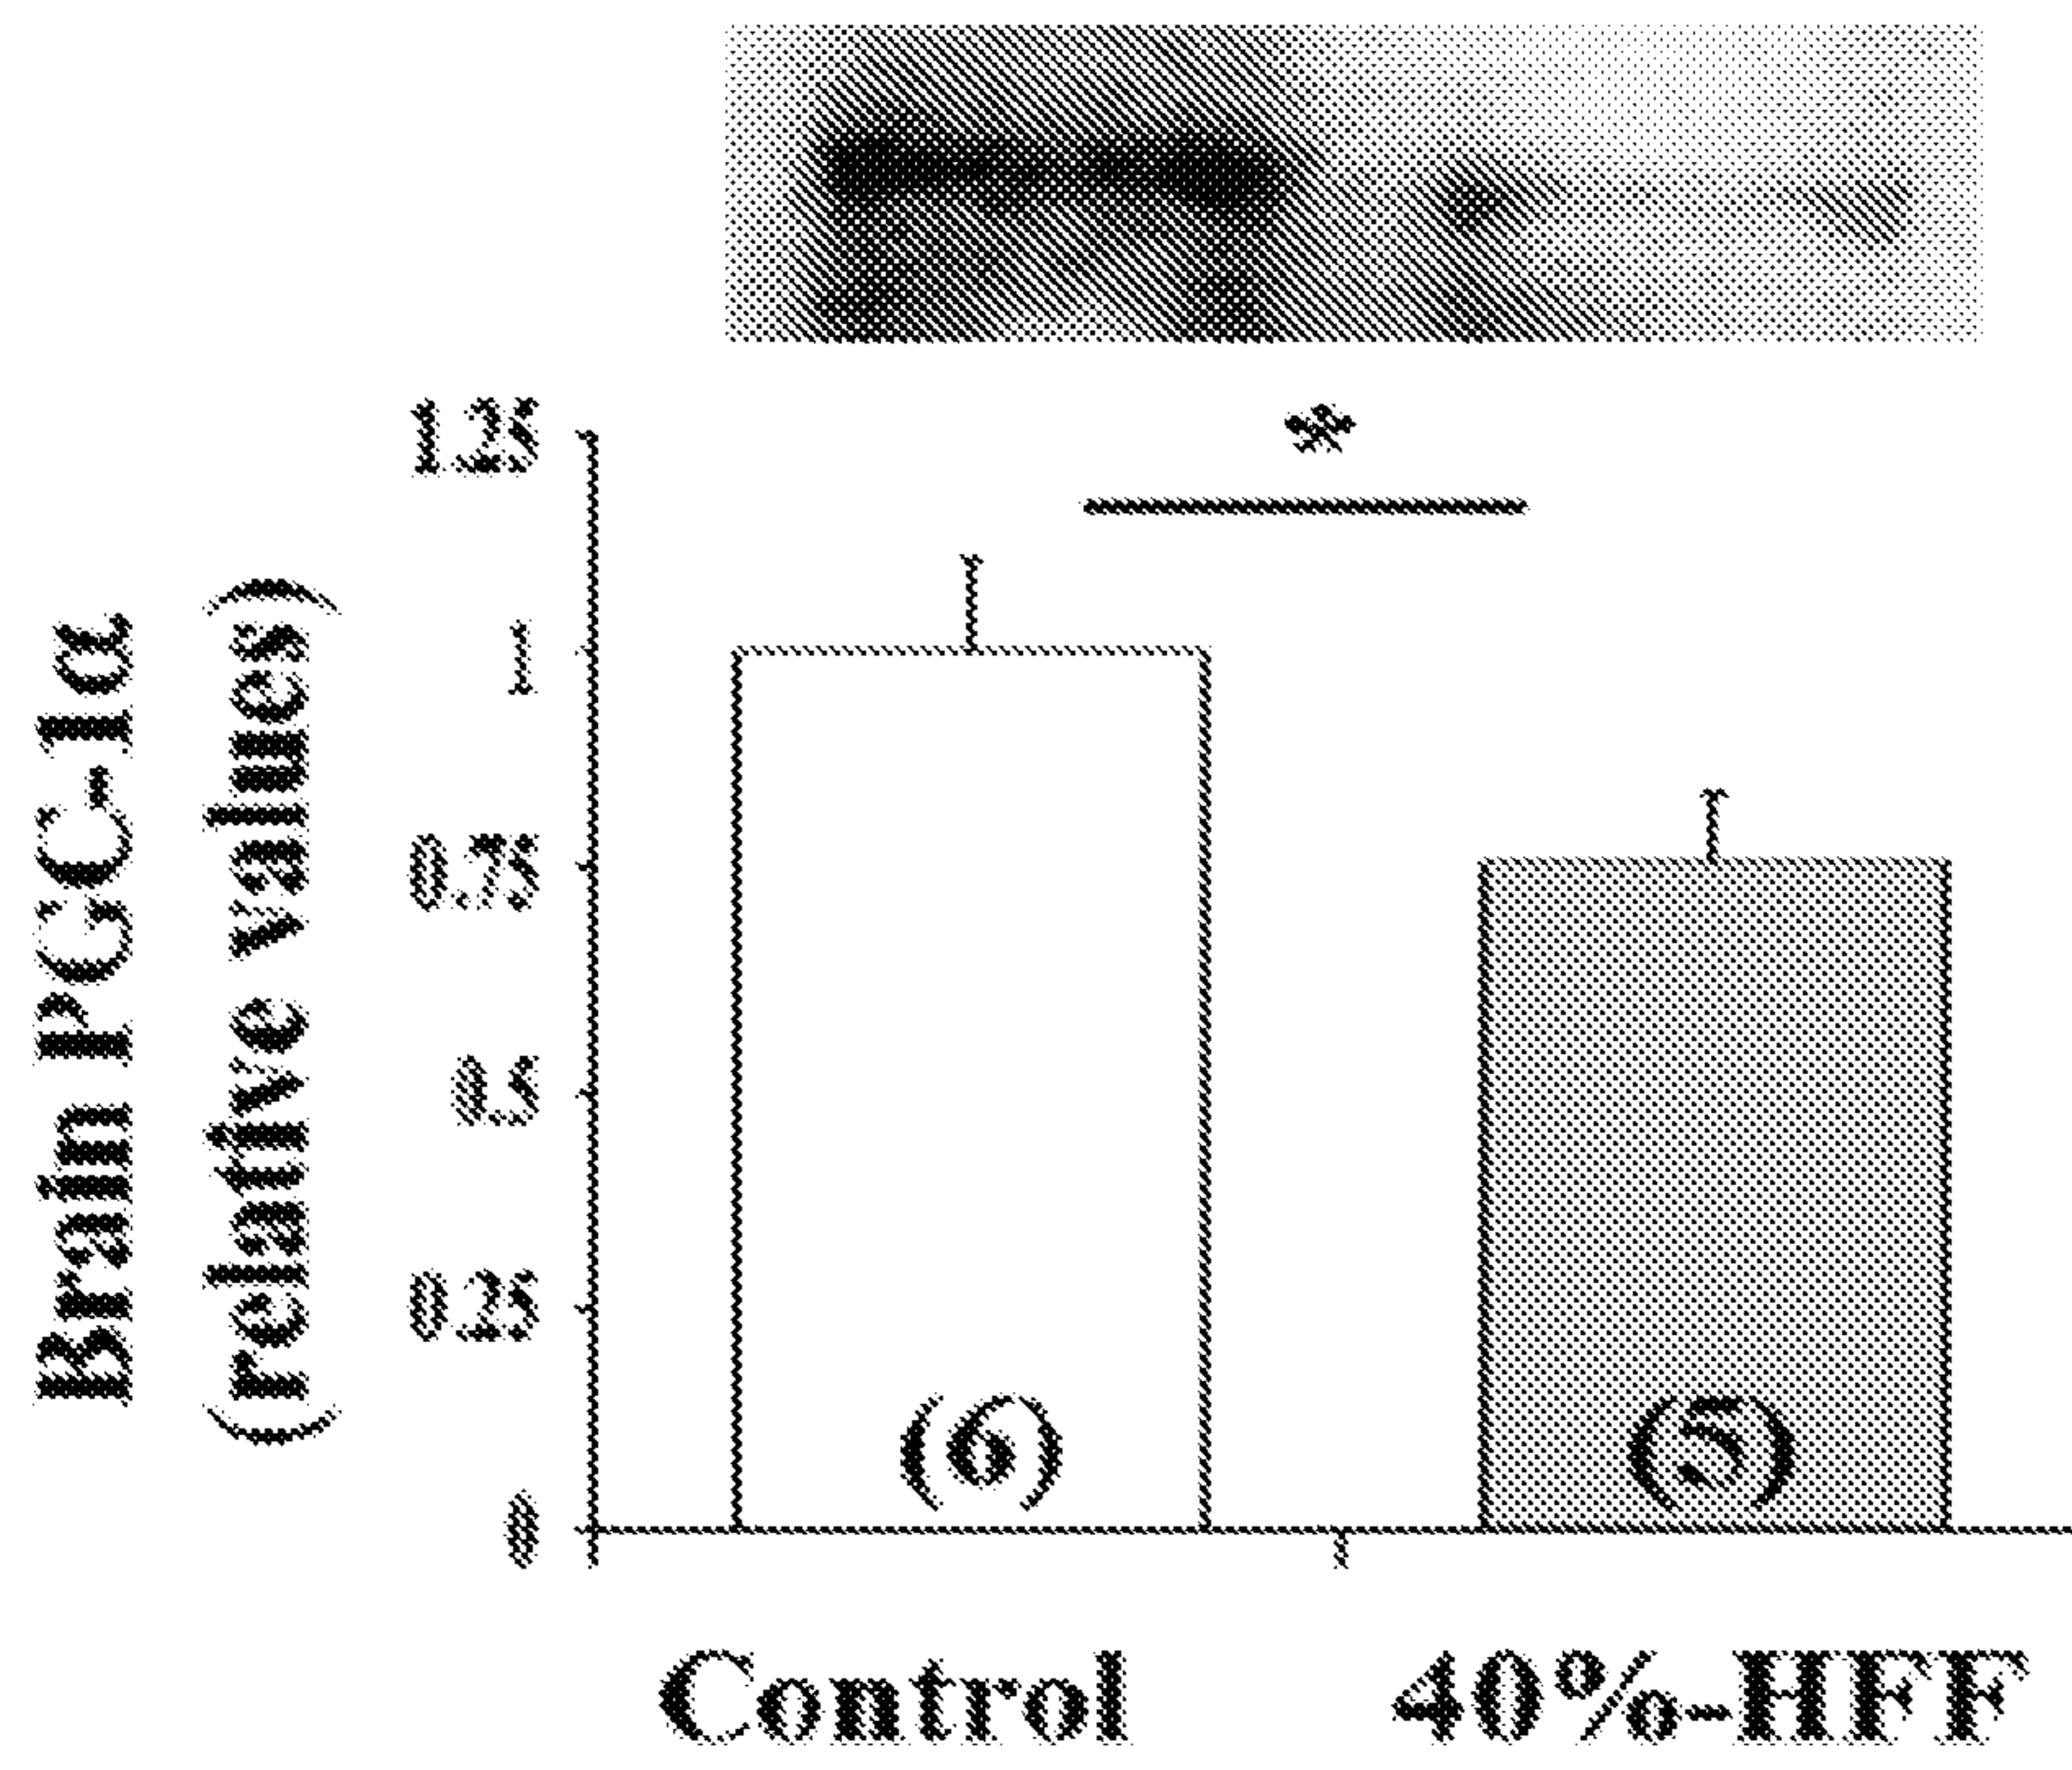 *
1.25
1
0.75
0.5
0.25
0
Brain PGC-1α
(relative values)
(6)
(5)
Control
40%-HFF